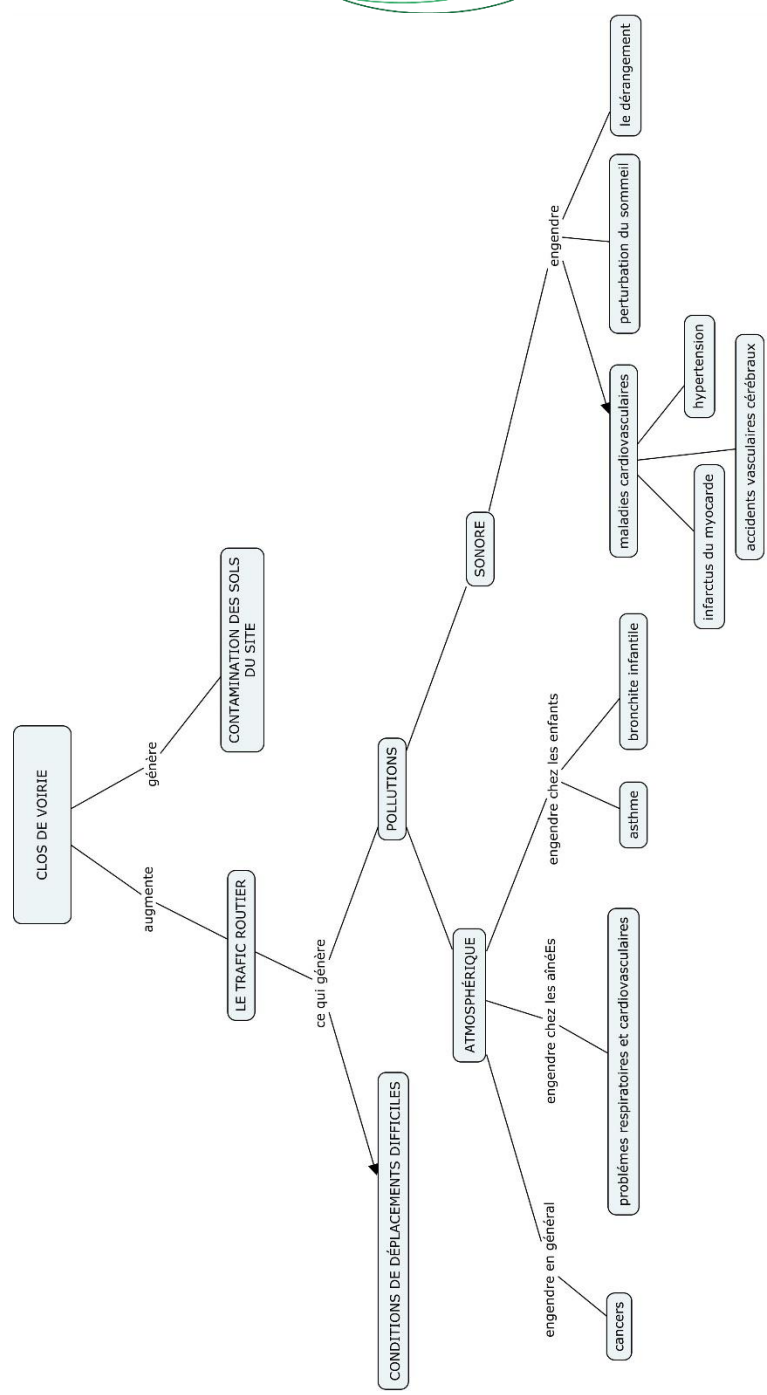 CLOS DE VOIRIE
augmente
génère
LE TRAFIC ROUTIER
CONTAMINATION DES SOLS
DU SITE
ce qui génère
CONDITIONS DE DÉPLACEMENTS DIFFICILES
POLLUTIONS
ATMOSPHÉRIQUE
SONORE
engendre en général
engendre chez les aînéEs
engendre chez les enfants
engendre
cancers
problémes respiratoires et cardiovasculaires
asthme
bronchite infantile
maladies cardiovasculaires
perturbation du sommeil
le dérangement
infarctus du myocarde
hypertension
accidents vasculaires cérébraux